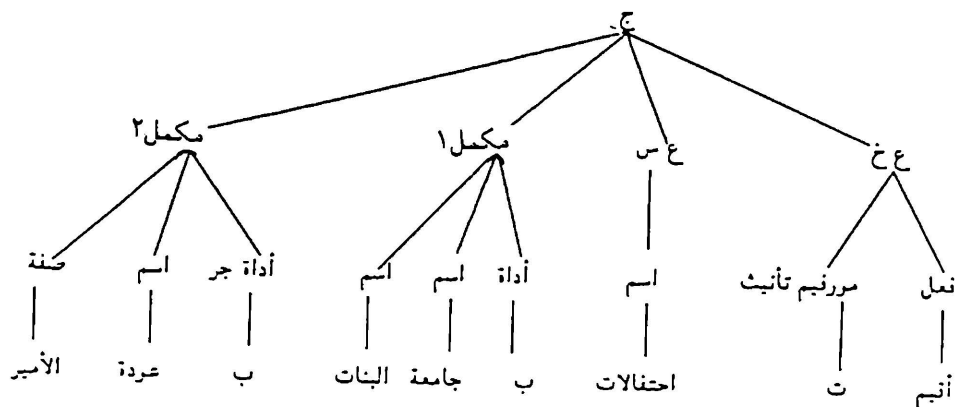 ج
ع خ ع س مكمل١ مكمل٢
فعل مورفيم تأنيث اسم أداة اسم اسم أداة جر اسم صفة
أقيم ت احتفالات ب جامعة البنات ب عودة الأمير